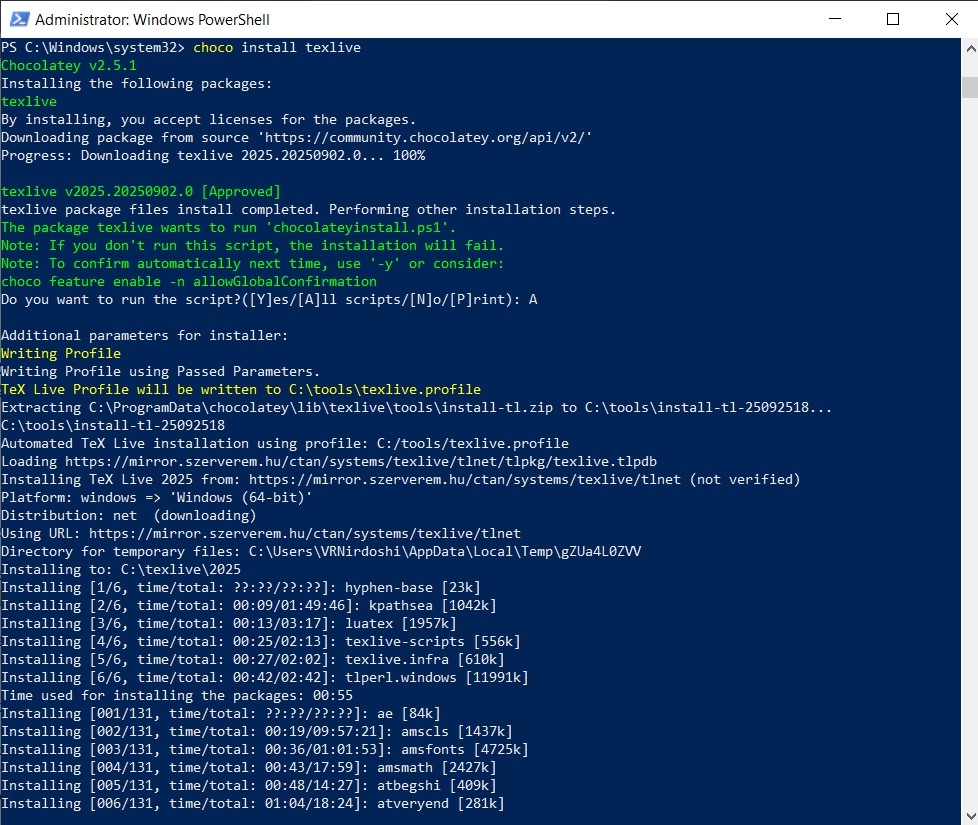 Administrator: Windows PowerShell
PS C:\Windows\system32> choco install texlive
Chocolatey v2.5.1
Installing the following packages:
texlive
By installing, you accept licenses for the packages.
Downloading package from source 'https://community.chocolatey.org/api/v2/'
Progress: Downloading texlive 2025.20250902.0... 100%
texlive v2025.20250902.0 [Approved]
texlive package files install completed. Performing other installation steps.
The package texlive wants to run 'chocolateyinstall.ps1'.
Note: If you don't run this script, the installation will fail.
Note: To confirm automatically next time, use '-y' or consider:
choco feature enable -n allowGlobalConfirmation
Do you want to run the script?([Y]es/[A]ll scripts/[N]o/[P]rint): A
Additional parameters for installer:
Writing Profile
Writing Profile using Passed Parameters.
TeX Live Profile will be written to C:\tools\texlive.profile
Extracting C:\ProgramData\chocolatey\lib\texlive\tools\install-tl.zip to C:\tools\install-tl-25092518...
C:\tools\install-tl-25092518
Automated TeX Live installation using profile: C:/tools/texlive.profile
Loading https://mirror.szerverem.hu/ctan/systems/texlive/tlnet/tlpkg/texlive.tlpdb
Installing TeX Live 2025 from: https://mirror.szerverem.hu/ctan/systems/texlive/tlnet (not verified)
Platform: windows => 'Windows (64-bit)'
Distribution: net  (downloading)
Using URL: https://mirror.szerverem.hu/ctan/systems/texlive/tlnet
Directory for temporary files: C:\Users\VRNirdoshi\AppData\Local\Temp\gZUa4L0ZVV
Installing to: C:\texlive\2025
Installing [1/6, time/total: ??:??/??:??]: hyphen-base [23k]
Installing [2/6, time/total: 00:09/01:49:46]: kpathsea [1042k]
Installing [3/6, time/total: 00:13/03:17]: luatex [1957k]
Installing [4/6, time/total: 00:25/02:13]: texlive-scripts [556k]
Installing [5/6, time/total: 00:27/02:02]: texlive.infra [610k]
Installing [6/6, time/total: 00:42/02:42]: tlperl.windows [11991k]
Time used for installing the packages: 00:55
Installing [001/131, time/total: ??:??/??:??]: ae [84k]
Installing [002/131, time/total: 00:19/09:57:21]: amscls [1437k]
Installing [003/131, time/total: 00:36/01:01:53]: amsfonts [4725k]
Installing [004/131, time/total: 00:43/17:59]: amsmath [2427k]
Installing [005/131, time/total: 00:48/14:27]: atbegshi [409k]
Installing [006/131, time/total: 01:04/18:24]: atveryend [281k]